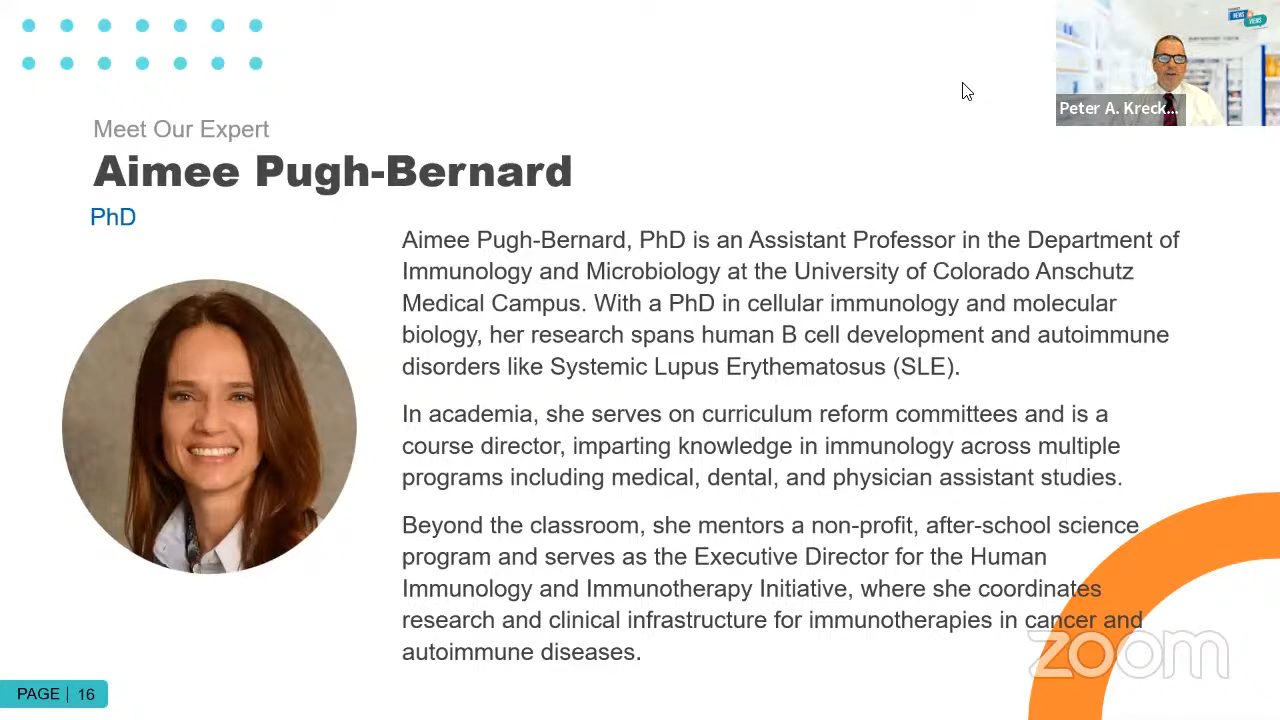 Meet Our Expert
Aimee Pugh-Bernard
PhD
Aimee Pugh-Bernard, PhD is an Assistant Professor in the Department of
Immunology and Microbiology at the University of Colorado Anschutz
Medical Campus. With a PhD in cellular immunology and molecular
biology, her research spans human B cell development and autoimmune
disorders like Systemic Lupus Erythematosus (SLE).
In academia, she serves on curriculum reform committees and is a
course director, imparting knowledge in immunology across multiple
programs including medical, dental, and physician assistant studies.
Beyond the classroom, she mentors a non-profit, after-school science
program and serves as the Executive Director for the Human
Immunology and Immunotherapy Initiative, where she coordinates
research and clinical infrastructure for immunotherapies in cancer and
autoimmune diseases.
PAGE | 16
Peter A. Kreck...
NEWS
VIEWS
zoom